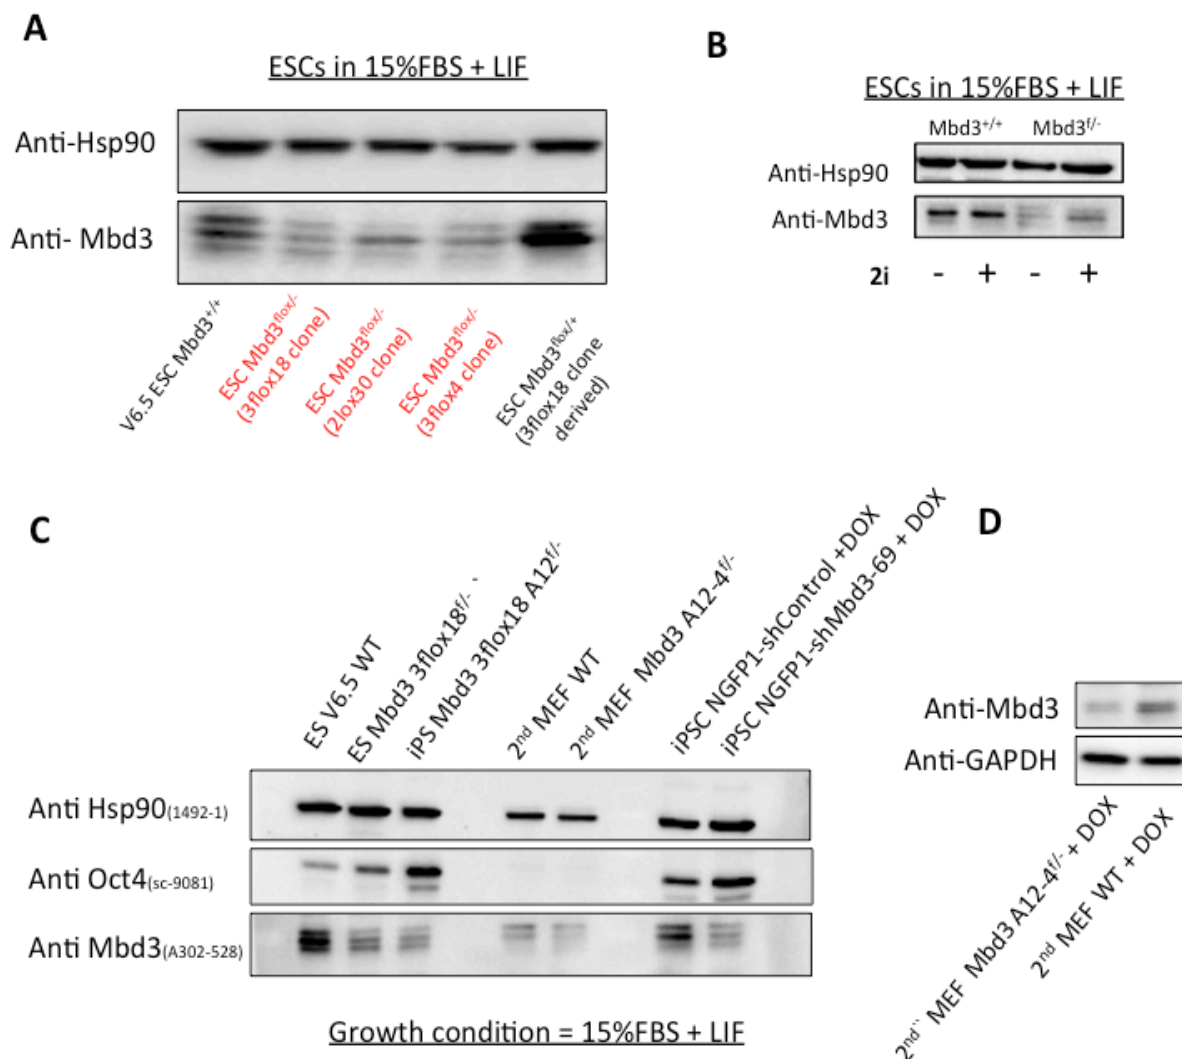 A
ESCs in 15%FBS + LIF
Anti-Hsp90
Anti- Mbd3
V6.5 ESC Mbd3+/+
ESC Mbd3flox/-
(3flox18 clone)
ESC Mbd3flox/-
(2lox30 clone)
ESC Mbd3flox/-
(3flox4 clone)
ESC Mbd3flox/+
(3flox18 clone
derived)
B
ESCs in 15%FBS + LIF
Mbd3+/+ Mbd3f/-
Anti-Hsp90
Anti-Mbd3
2i - + - +
C
ES V6.5 WT
ES Mbd3 3flox18f/- -
iPS Mbd3 3flox18 A12f/-
2nd MEF WT
2nd MEF Mbd3 A12-4f/-
iPSC NGFP1-shControl +DOX
iPSC NGFP1-shMbd3-69 + DOX
Anti Hsp90(1492-1)
Anti Oct4(sc-9081)
Anti Mbd3(A302-528)
Growth condition = 15%FBS + LIF
D
Anti-Mbd3
Anti-GAPDH
2nd`` MEF Mbd3 A12-4f/- + DOX
2nd MEF WT + DOX